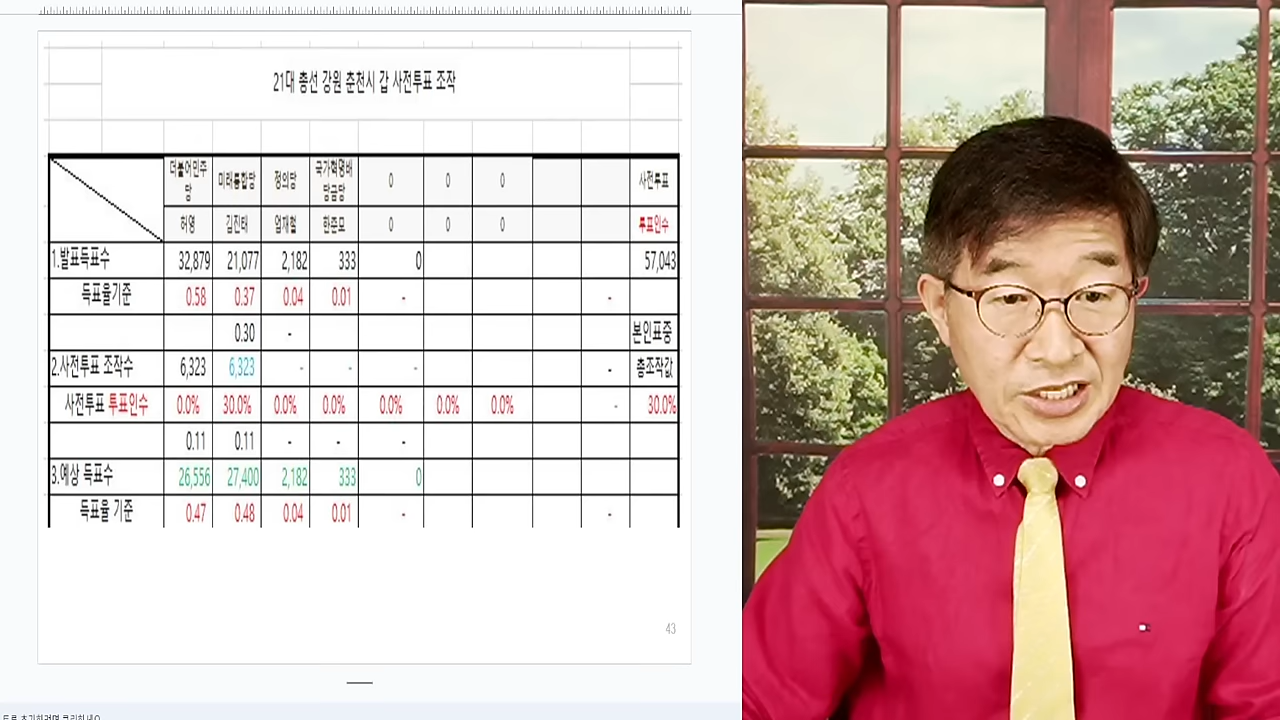 21대 총선 강원 춘천시 갑 사전투표 조작
더불어민주당 미래통합당 정의당 국가혁명배당금당 0 0 0 사전투표
허영 김진태 엄재철 한준모 0 0 0 투표인수
1.발표득표수 32,879 21,077 2,182 333 0 57,043
득표율기준 0.58 0.37 0.04 0.01 - -
0.30 - 본인표중
2.사전투표 조작수 6,323 6,323 - - - - 총조작값
사전투표 투표인수 0.0% 30.0% 0.0% 0.0% 0.0% 0.0% 0.0% - 30.0%
0.11 0.11 - - -
3.예상 득표수 26,556 27,400 2,182 333 0
득표율 기준 0.47 0.48 0.04 0.01 - -
43